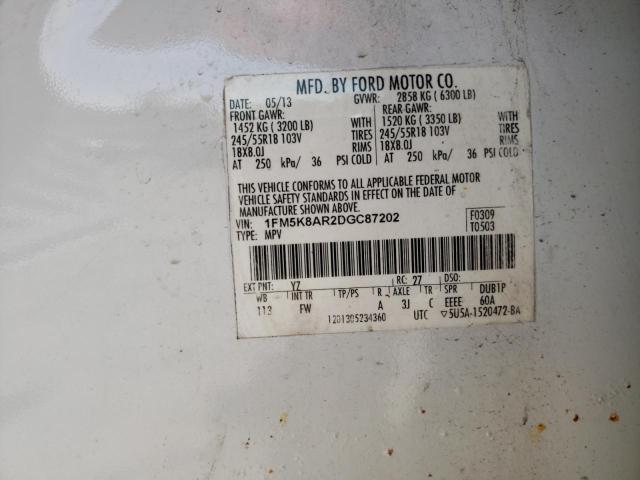 MFD. BY FORD MOTOR CO.
DATE: 05/13 GVWR: 2858 KG ( 6300 LB)
FRONT GAWR: REAR GAWR:
1452 KG ( 3200 LB) WITH 1520 KG ( 3350 LB) WITH
245/55R18 103V TIRES 245/55R18 103V TIRES
18X8.0J RIMS 18X8.0J RIMS
AT 250 kPa/ 36 PSI COLD AT 250 kPa/ 36 PSI COLD
THIS VEHICLE CONFORMS TO ALL APPLICABLE FEDERAL MOTOR
VEHICLE SAFETY STANDARDS IN EFFECT ON THE DATE OF
MANUFACTURE SHOWN ABOVE.
VIN: 1FM5K8AR2DGC87202 F0309
TYPE: MPV T0503
EXT PNT: YZ RC: 27 DSO:
WB INT TR TP/PS R AXLE TR SPR DUB1P
113 FW A 3J C EEEE 60A
1201305234360 UTC ▽5U5A-1520472-BA